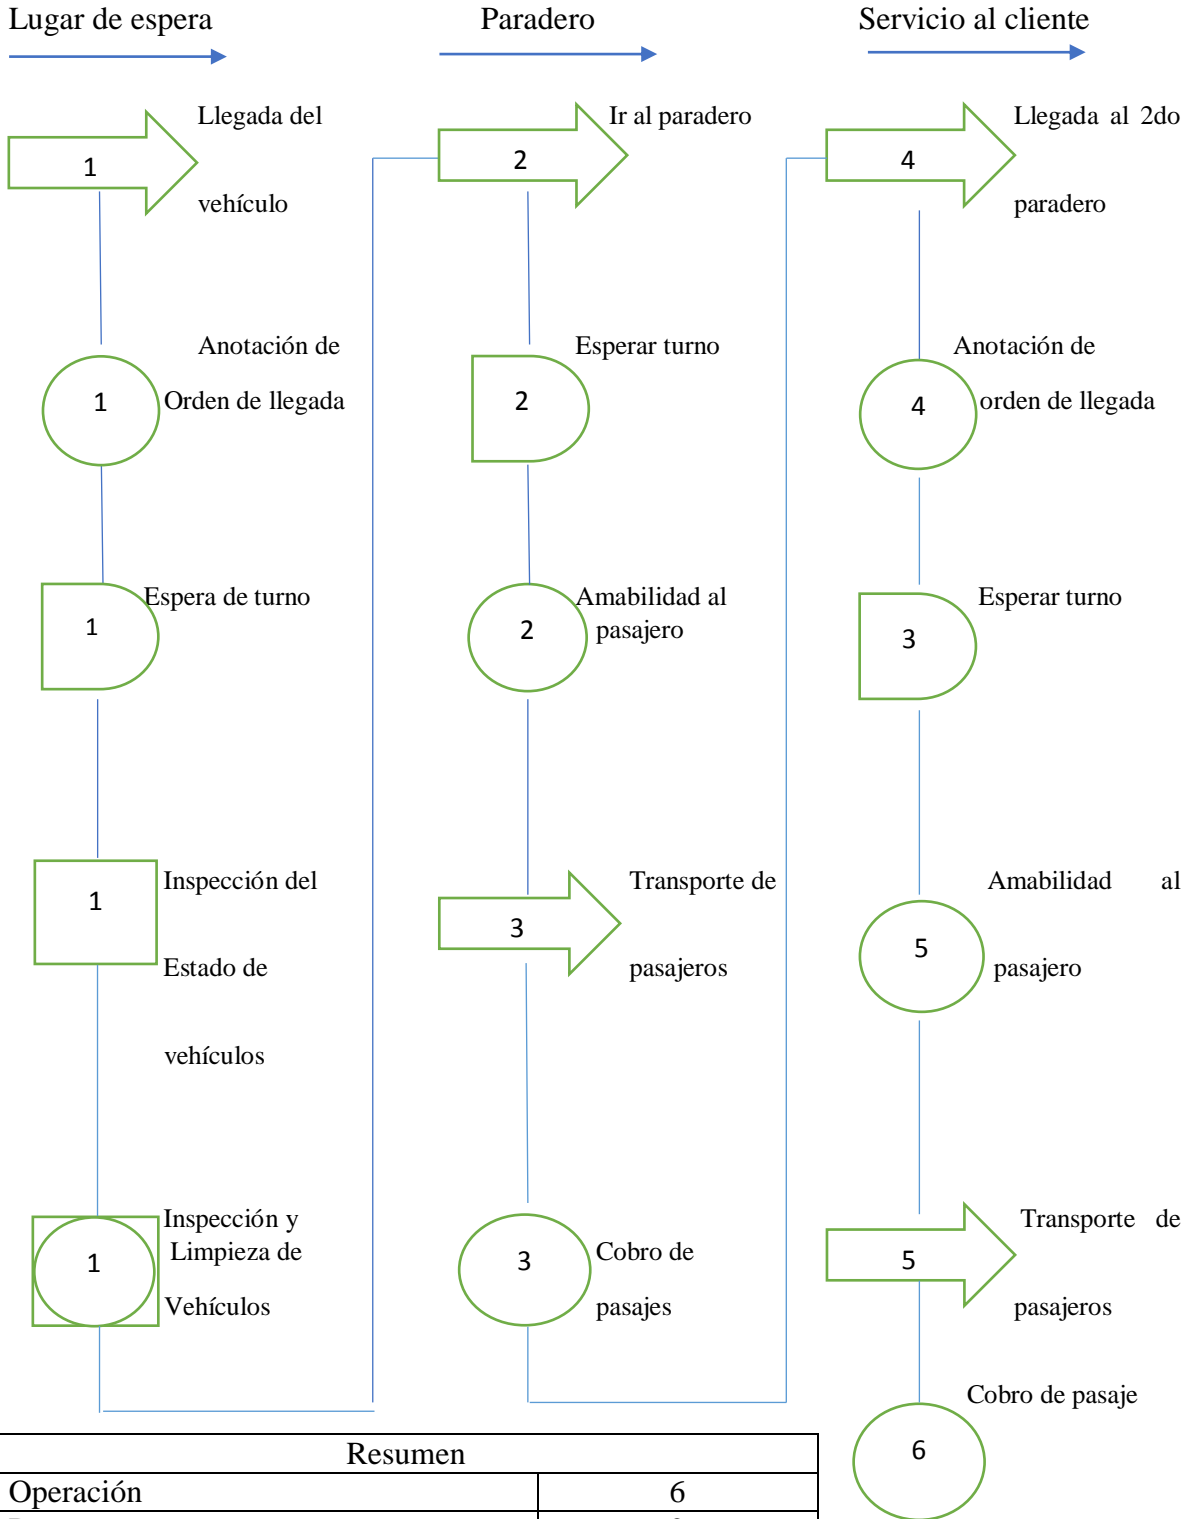 Lugar de espera
Paradero
Servicio al cliente
Llegada del
1
vehículo
Anotación de
1
Orden de llegada
Espera de turno
1
Inspección del
1
Estado de
vehículos
Inspección y
Limpieza de
1
Vehículos
Ir al paradero
2
Esperar turno
2
Amabilidad al
pasajero
2
Transporte de
3
pasajeros
3
Cobro de
pasajes
Llegada al 2do
4
paradero
Anotación de
4
orden de llegada
Esperar turno
3
Amabilidad al
5
pasajero
Transporte de
5
pasajeros
Cobro de pasaje
6
Resumen
Operación 6